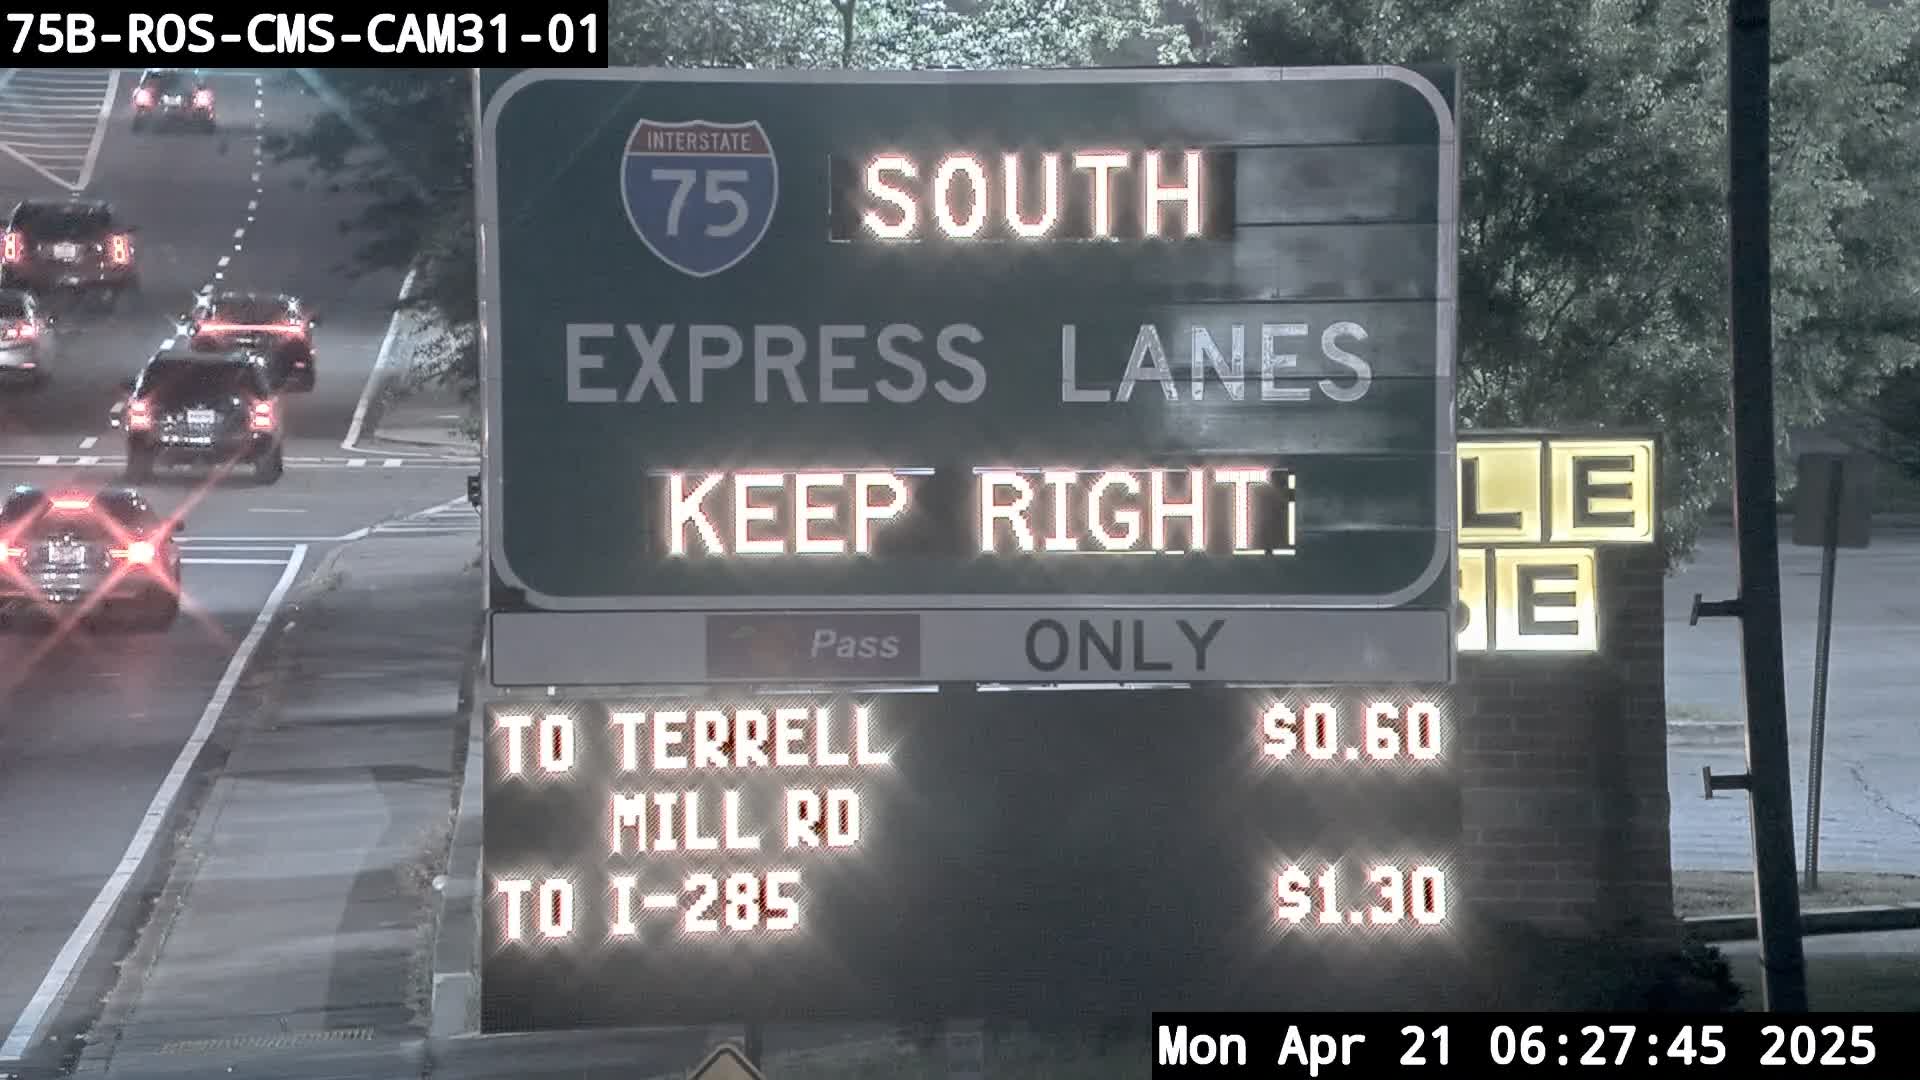 75B-ROS-CMS-CAM31-01
INTERSTATE
75
SOUTH
EXPRESS LANES
KEEP RIGHT
Pass ONLY
LE
E
TO TERRELL $0.60
MILL RD
TO I-285 $1.30
Mon Apr 21 06:27:45 2025